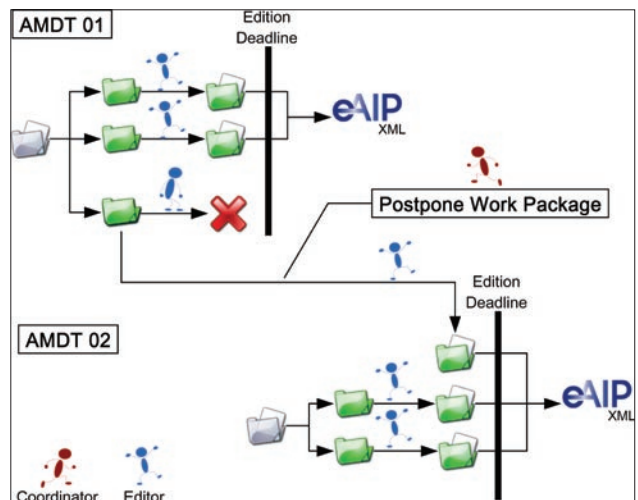 AMDT 01
Edition
Deadline
eAIP
XML
Postpone Work Package
Edition
Deadline
AMDT 02
eAIP
XML
Coordinator
Editor